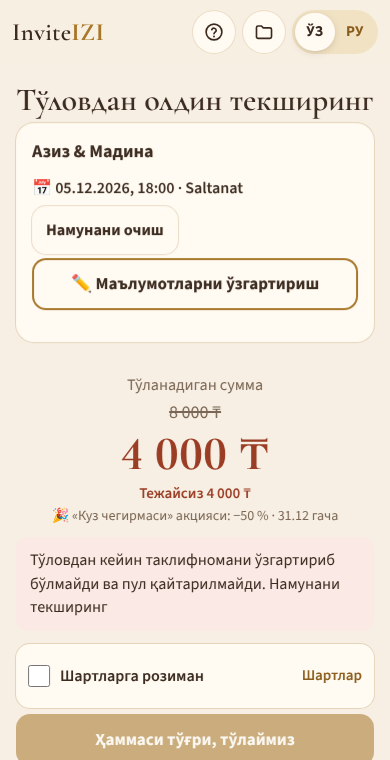 InviteIZI
ЎЗ
РУ
Тўловдан олдин текширинг
Азиз & Мадина
📅 05.12.2026, 18:00 · Saltanat
Намунани очиш
✏️ Маълумотларни ўзгартириш
Тўланадиган сумма
8 000 ₸
4 000 ₸
Тежайсиз 4 000 ₸
🎉 «Куз чегирмаси» акцияси: −50 % · 31.12 гача
Тўловдан кейин таклифномани ўзгартириб
бўлмайди ва пул қайтарилмайди. Намунани
текширинг
Шартларга розиман
Шартлар
Ҳаммаси тўғри, тўлаймиз